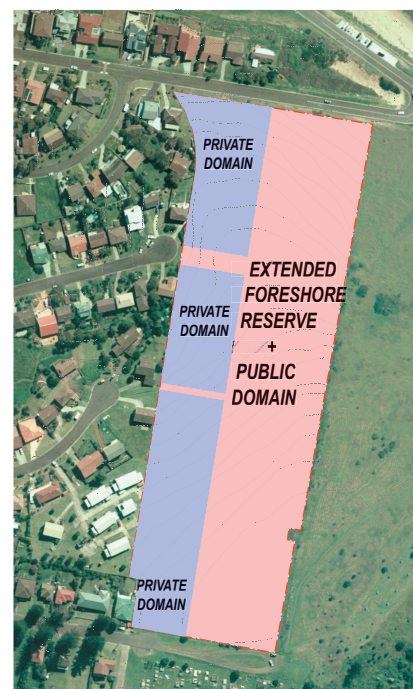 PRIVATE
DOMAIN
EXTENDED
FORESHORE
RESERVE
+
PUBLIC
DOMAIN
PRIVATE
DOMAIN
PRIVATE
DOMAIN